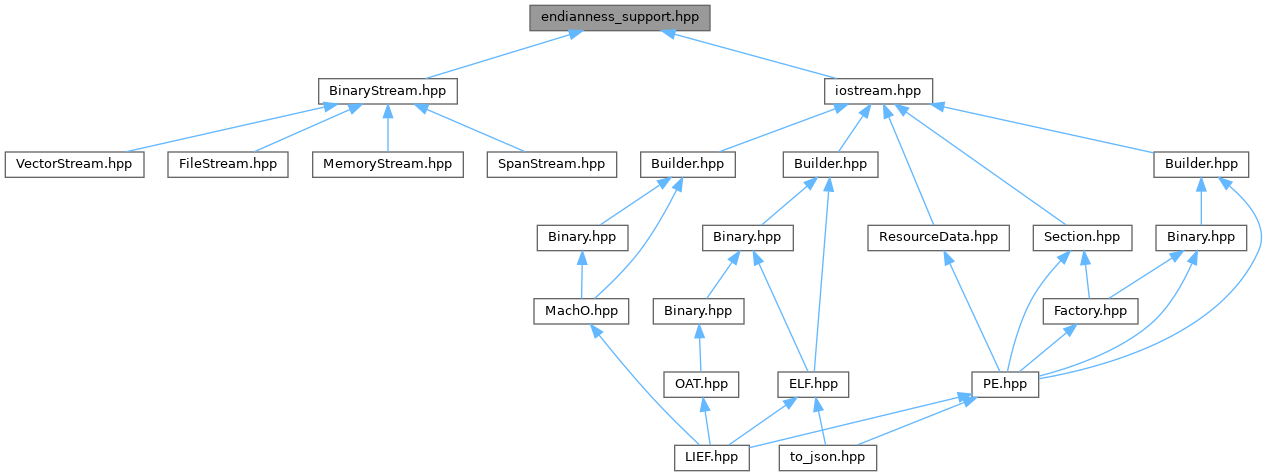 endianness_support.hpp
BinaryStream.hpp
iostream.hpp
VectorStream.hpp
FileStream.hpp
MemoryStream.hpp
SpanStream.hpp
Builder.hpp
Builder.hpp
Builder.hpp
Binary.hpp
Binary.hpp
ResourceData.hpp
Section.hpp
Binary.hpp
MachO.hpp
Binary.hpp
Factory.hpp
OAT.hpp
ELF.hpp
PE.hpp
LIEF.hpp
to_json.hpp